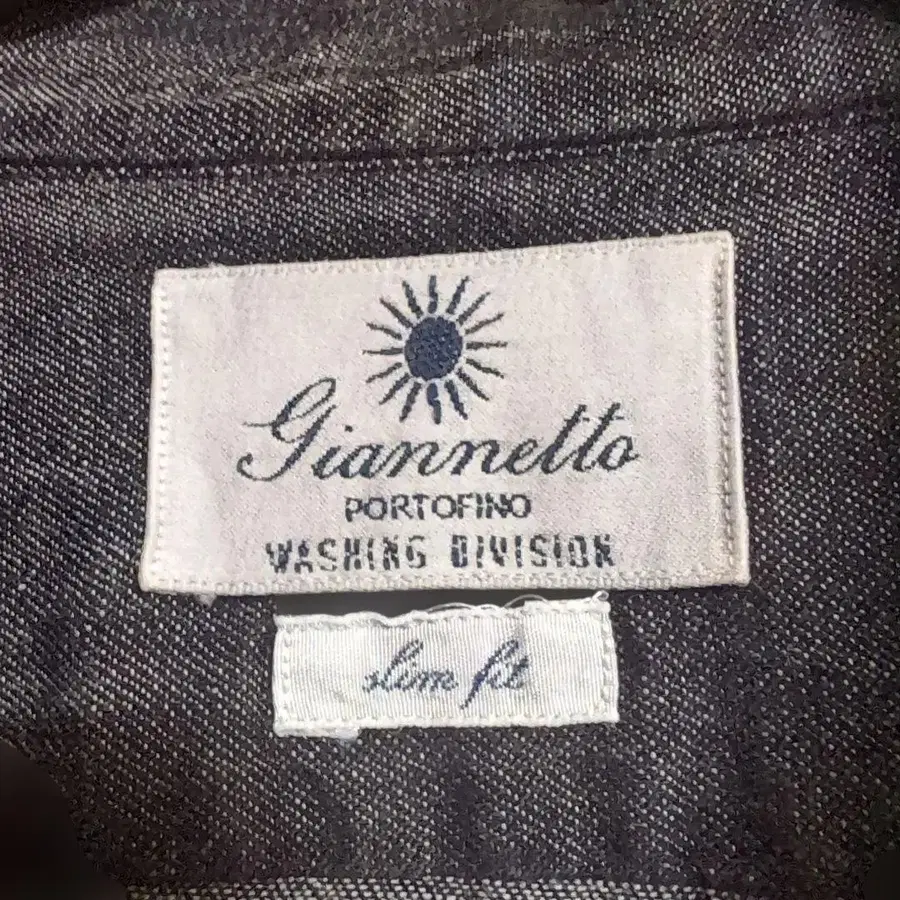 Giannetto
PORTOFINO
WASHING DIVISION
slim fit